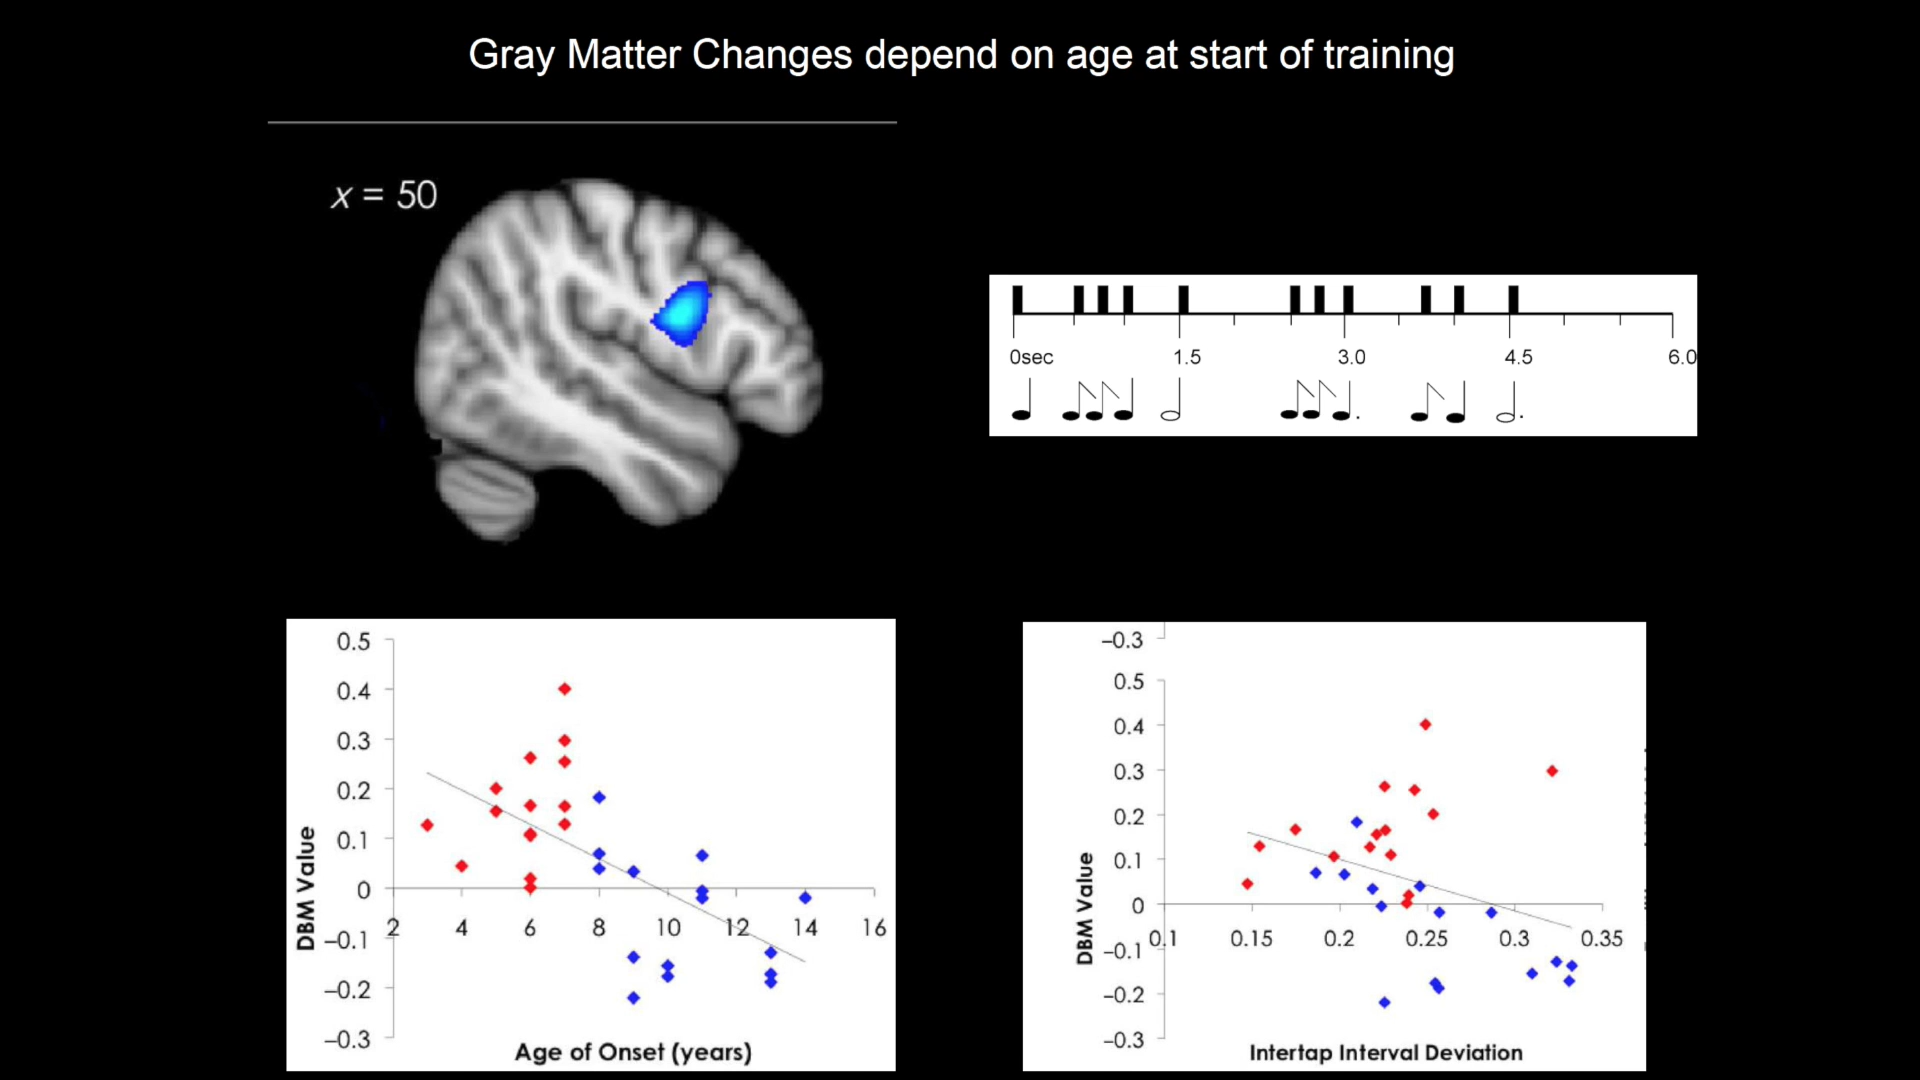 Gray Matter Changes depend on age at start of training
x = 50
0sec 1.5 3.0 4.5 6.0
0.5
0.4
0.3
0.2
0.1
0
−0.1
−0.2
−0.3
2 4 6 8 10 12 14 16
DBM Value
Age of Onset (years)
−0.3
0.5
0.4
0.3
0.2
0.1
0
−0.1
−0.2
−0.3
0.1 0.15 0.2 0.25 0.3 0.35
DBM Value
Intertap Interval Deviation